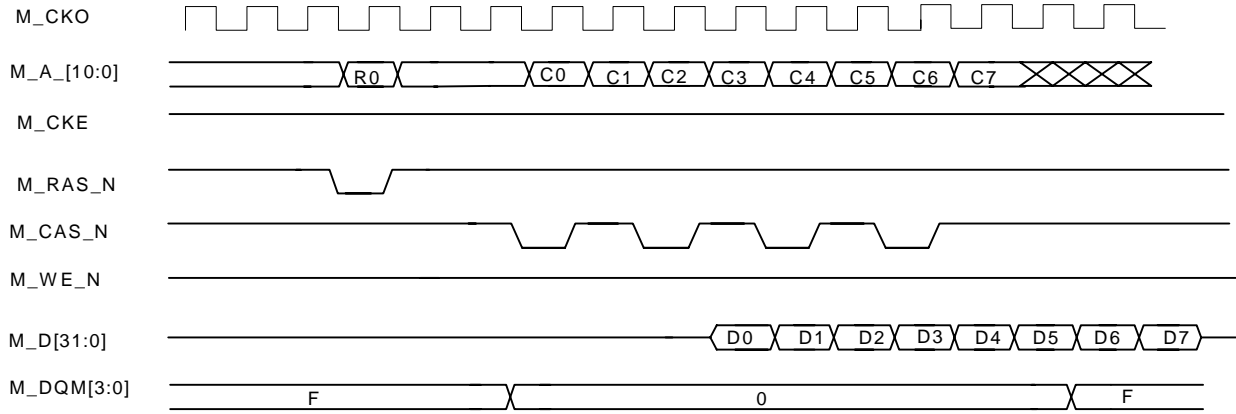 M_CKO
M_A_[10:0] R0 C0 C1 C2 C3 C4 C5 C6 C7
M_CKE
M_RAS_N
M_CAS_N
M_WE_N
M_D[31:0] D0 D1 D2 D3 D4 D5 D6 D7
M_DQM[3:0] F 0 F